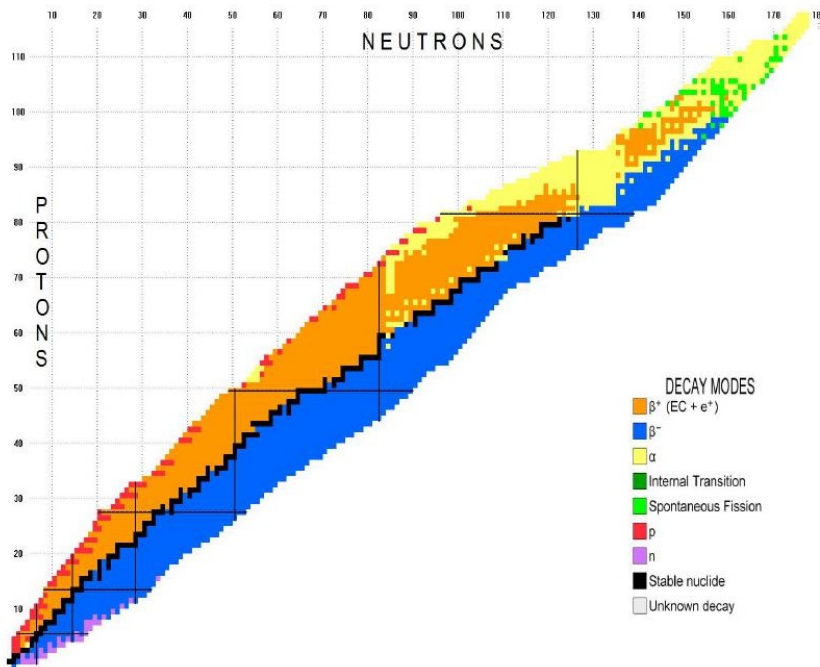 10 20 30 40 50 60 70 80 90 100 110 120 130 140 150 160 170
NEUTRONS
110
100
90
80
70
60
50
40
30
20
10
PROTONS
DECAY MODES
β⁺ (EC + e⁺)
β⁻
α
Internal Transition
Spontaneous Fission
p
n
Stable nuclide
Unknown decay